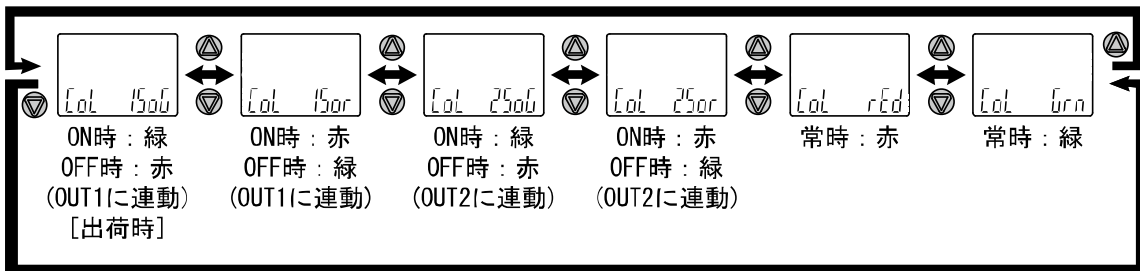 CoL 1SoG
CoL 1Sor
CoL 2SoG
CoL 2Sor
CoL rEd
CoL Grn
ON時：緑
OFF時：赤
(OUT1に連動)
[出荷時]
ON時：赤
OFF時：緑
(OUT1に連動)
ON時：緑
OFF時：赤
(OUT2に連動)
ON時：赤
OFF時：緑
(OUT2に連動)
常時：赤
常時：緑